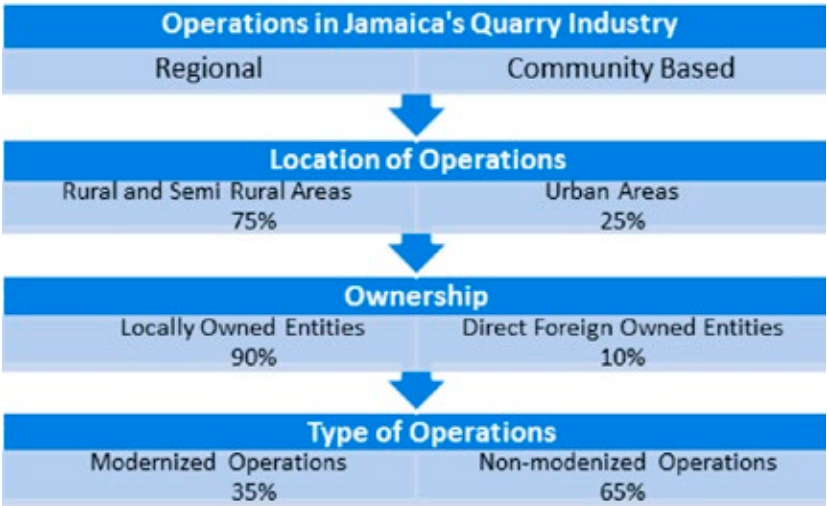 Operations in Jamaica's Quarry Industry
Regional
Community Based
Location of Operations
Rural and Semi Rural Areas
75%
Urban Areas
25%
Ownership
Locally Owned Entities
90%
Direct Foreign Owned Entities
10%
Type of Operations
Modernized Operations
35%
Non-modenized Operations
65%